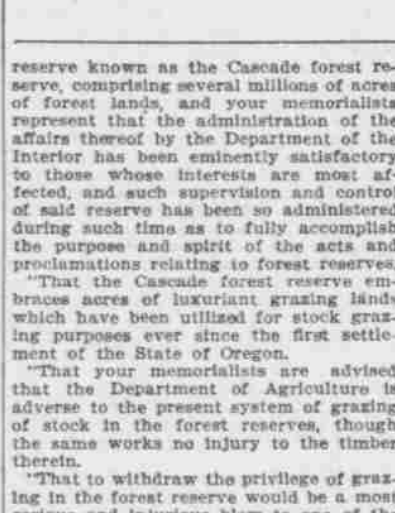 reserve known as the Cascade forest re-
serve, comprising several millions of acres
of forest lands, and your memorialists
represent that the administration of the
affairs thereof by the Department of the
Interior has been eminently satisfactory
to those whose interests are most af-
fected, and such supervision and control
of said reserve has been so administered
during such time as to fully accomplish
the purpose and spirit of the acts and
proclamations relating to forest reserves.
"That the Cascade forest reserve em-
braces acres of luxuriant grazing lands
which have been utilized for stock graz-
ing purposes ever since the first settle-
ment of the State of Oregon.
"That your memorialists are advised
that the Department of Agriculture is
adverse to the present system of grazing
of stock in the forest reserves, though
the same works no injury to the timber
therein.
"That to withdraw the privilege of graz-
ing in the forest reserve would be a most